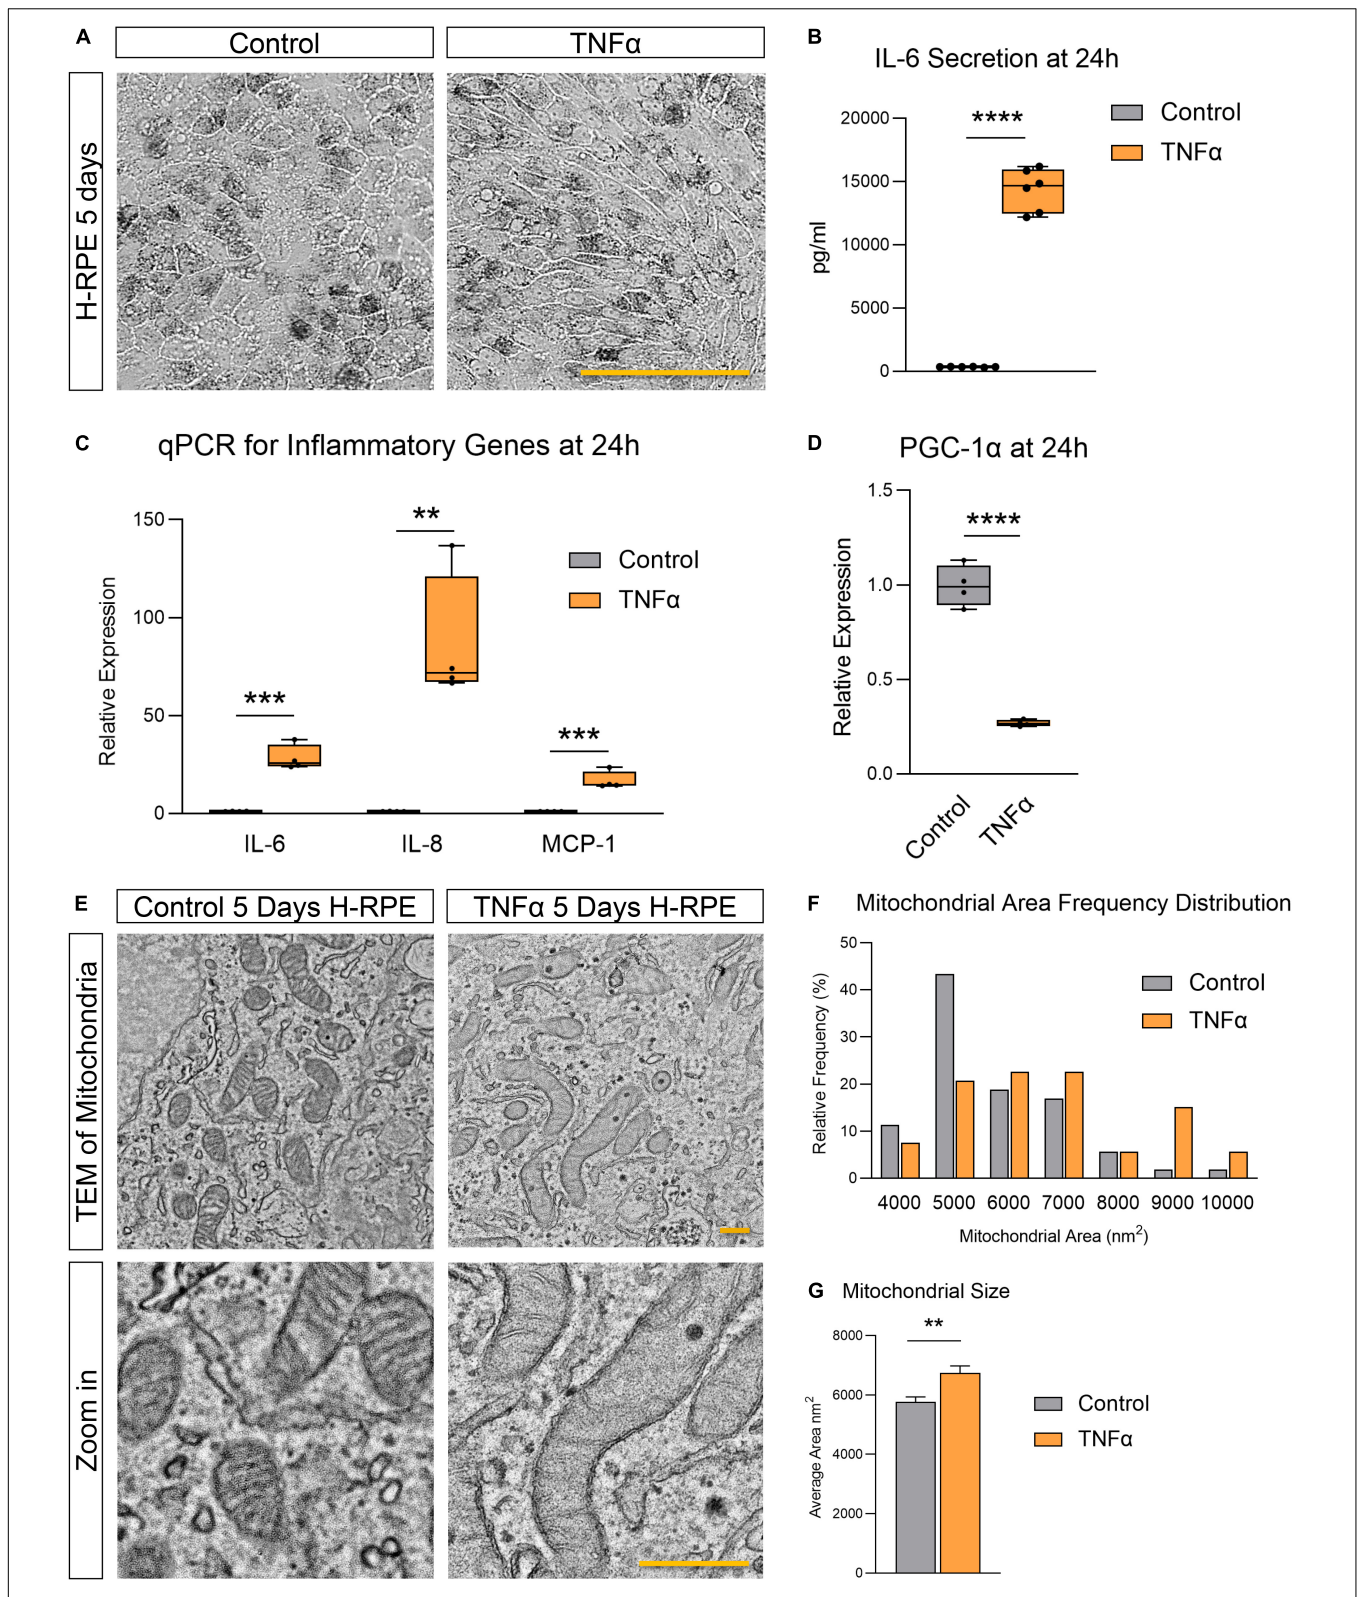 A
Control
TNFα
H-RPE 5 days
B
IL-6 Secretion at 24h
Control
TNFα
****
20000
15000
10000
5000
0
pg/ml
C
qPCR for Inflammatory Genes at 24h
Control
TNFα
150
100
50
0
Relative Expression
***
**
***
IL-6
IL-8
MCP-1
D
PGC-1α at 24h
1.5
1.0
0.5
0.0
Relative Expression
****
Control
TNFα
E
Control 5 Days H-RPE
TNFα 5 Days H-RPE
TEM of Mitochondria
Zoom in
F
Mitochondrial Area Frequency Distribution
Control
TNFα
50
40
30
20
10
0
Relative Frequency (%)
4000 5000 6000 7000 8000 9000 10000
Mitochondrial Area (nm²)
G
Mitochondrial Size
**
8000
6000
4000
2000
0
Average Area nm²
Control
TNFα